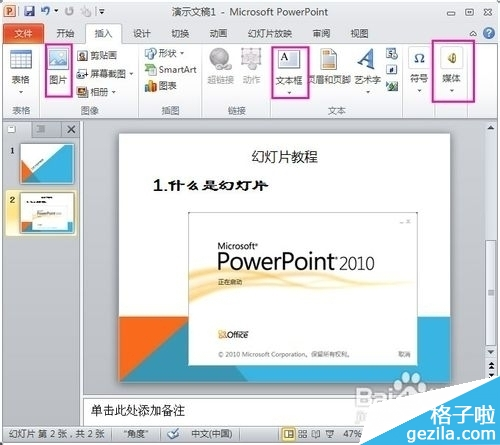 演示文稿1 - Microsoft PowerPoint
文件 开始 插入 设计 切换 动画 幻灯片放映 审阅 视图
表格 图片 剪贴画 屏幕截图 相册 形状 SmartArt 图表 超链接 动作 文本框 页眉和页脚 艺术字 符号 媒体
表格 图像 插图 链接 文本
1
2
幻灯片教程
1.什么是幻灯片
Microsoft®
PowerPoint® 2010
正在启动
Office
© 2010 Microsoft Corporation。保留所有权利。 取消
单击此处添加备注
Baidu
幻灯片 第 2 张，共 2 张 "角度" 中文(中国) 47%
格子啦
gezila.com